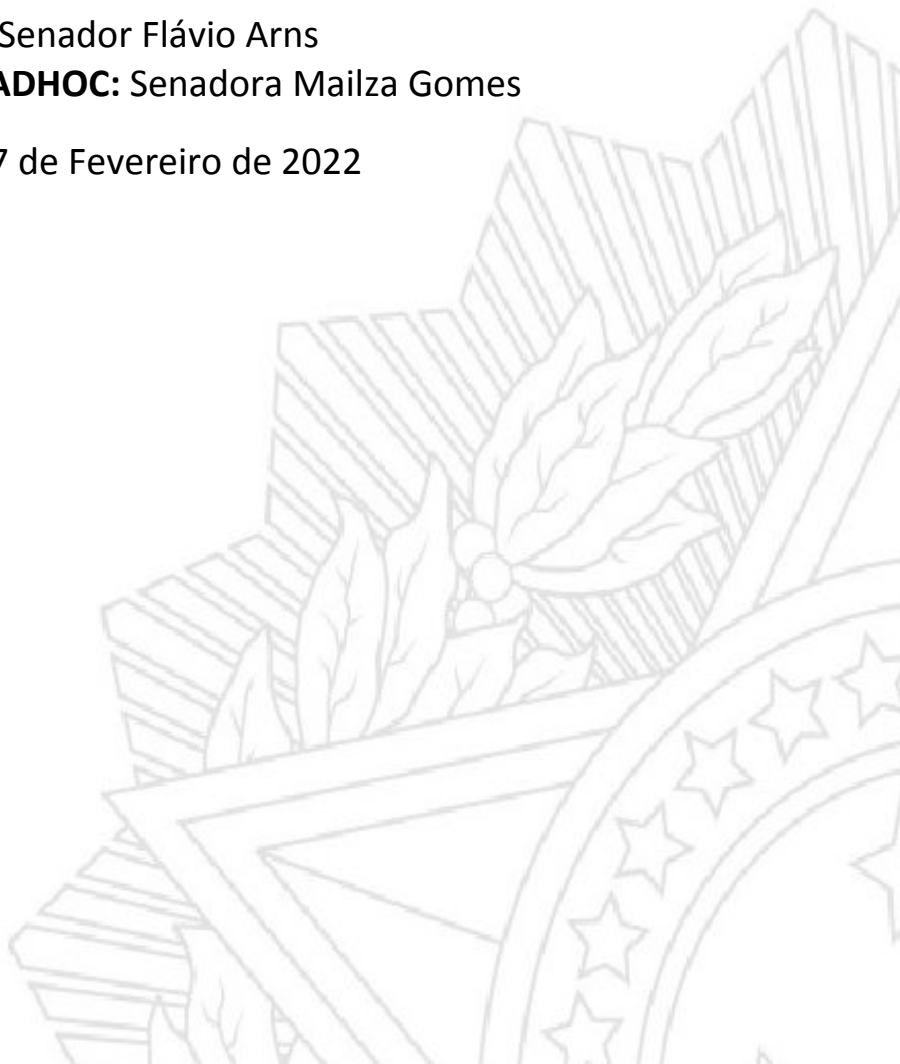 Senador Flávio Arns
ADHOC: Senadora Mailza Gomes
7 de Fevereiro de 2022